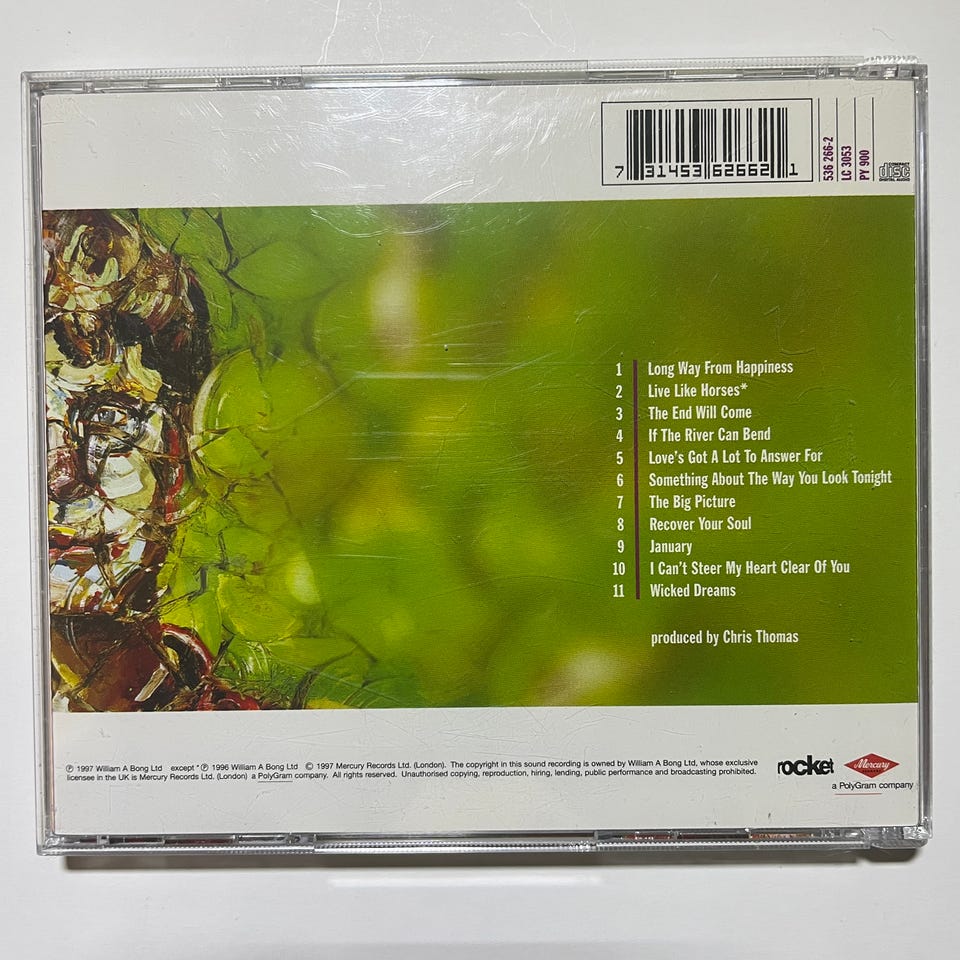 7 31453 62662 1
536 266-2
LC 3053
PY 900
COMPACT
disc
DIGITAL AUDIO
1 Long Way From Happiness
2 Live Like Horses*
3 The End Will Come
4 If The River Can Bend
5 Love's Got A Lot To Answer For
6 Something About The Way You Look Tonight
7 The Big Picture
8 Recover Your Soul
9 January
10 I Can't Steer My Heart Clear Of You
11 Wicked Dreams
produced by Chris Thomas
℗ 1997 William A Bong Ltd except *℗ 1996 William A Bong Ltd © 1997 Mercury Records Ltd. (London). The copyright in this sound recording is owned by William A Bong Ltd, whose exclusive
licensee in the UK is Mercury Records Ltd. (London) a PolyGram company. All rights reserved. Unauthorised copying, reproduction, hiring, lending, public performance and broadcasting prohibited.
rocket
Mercury
a PolyGram company